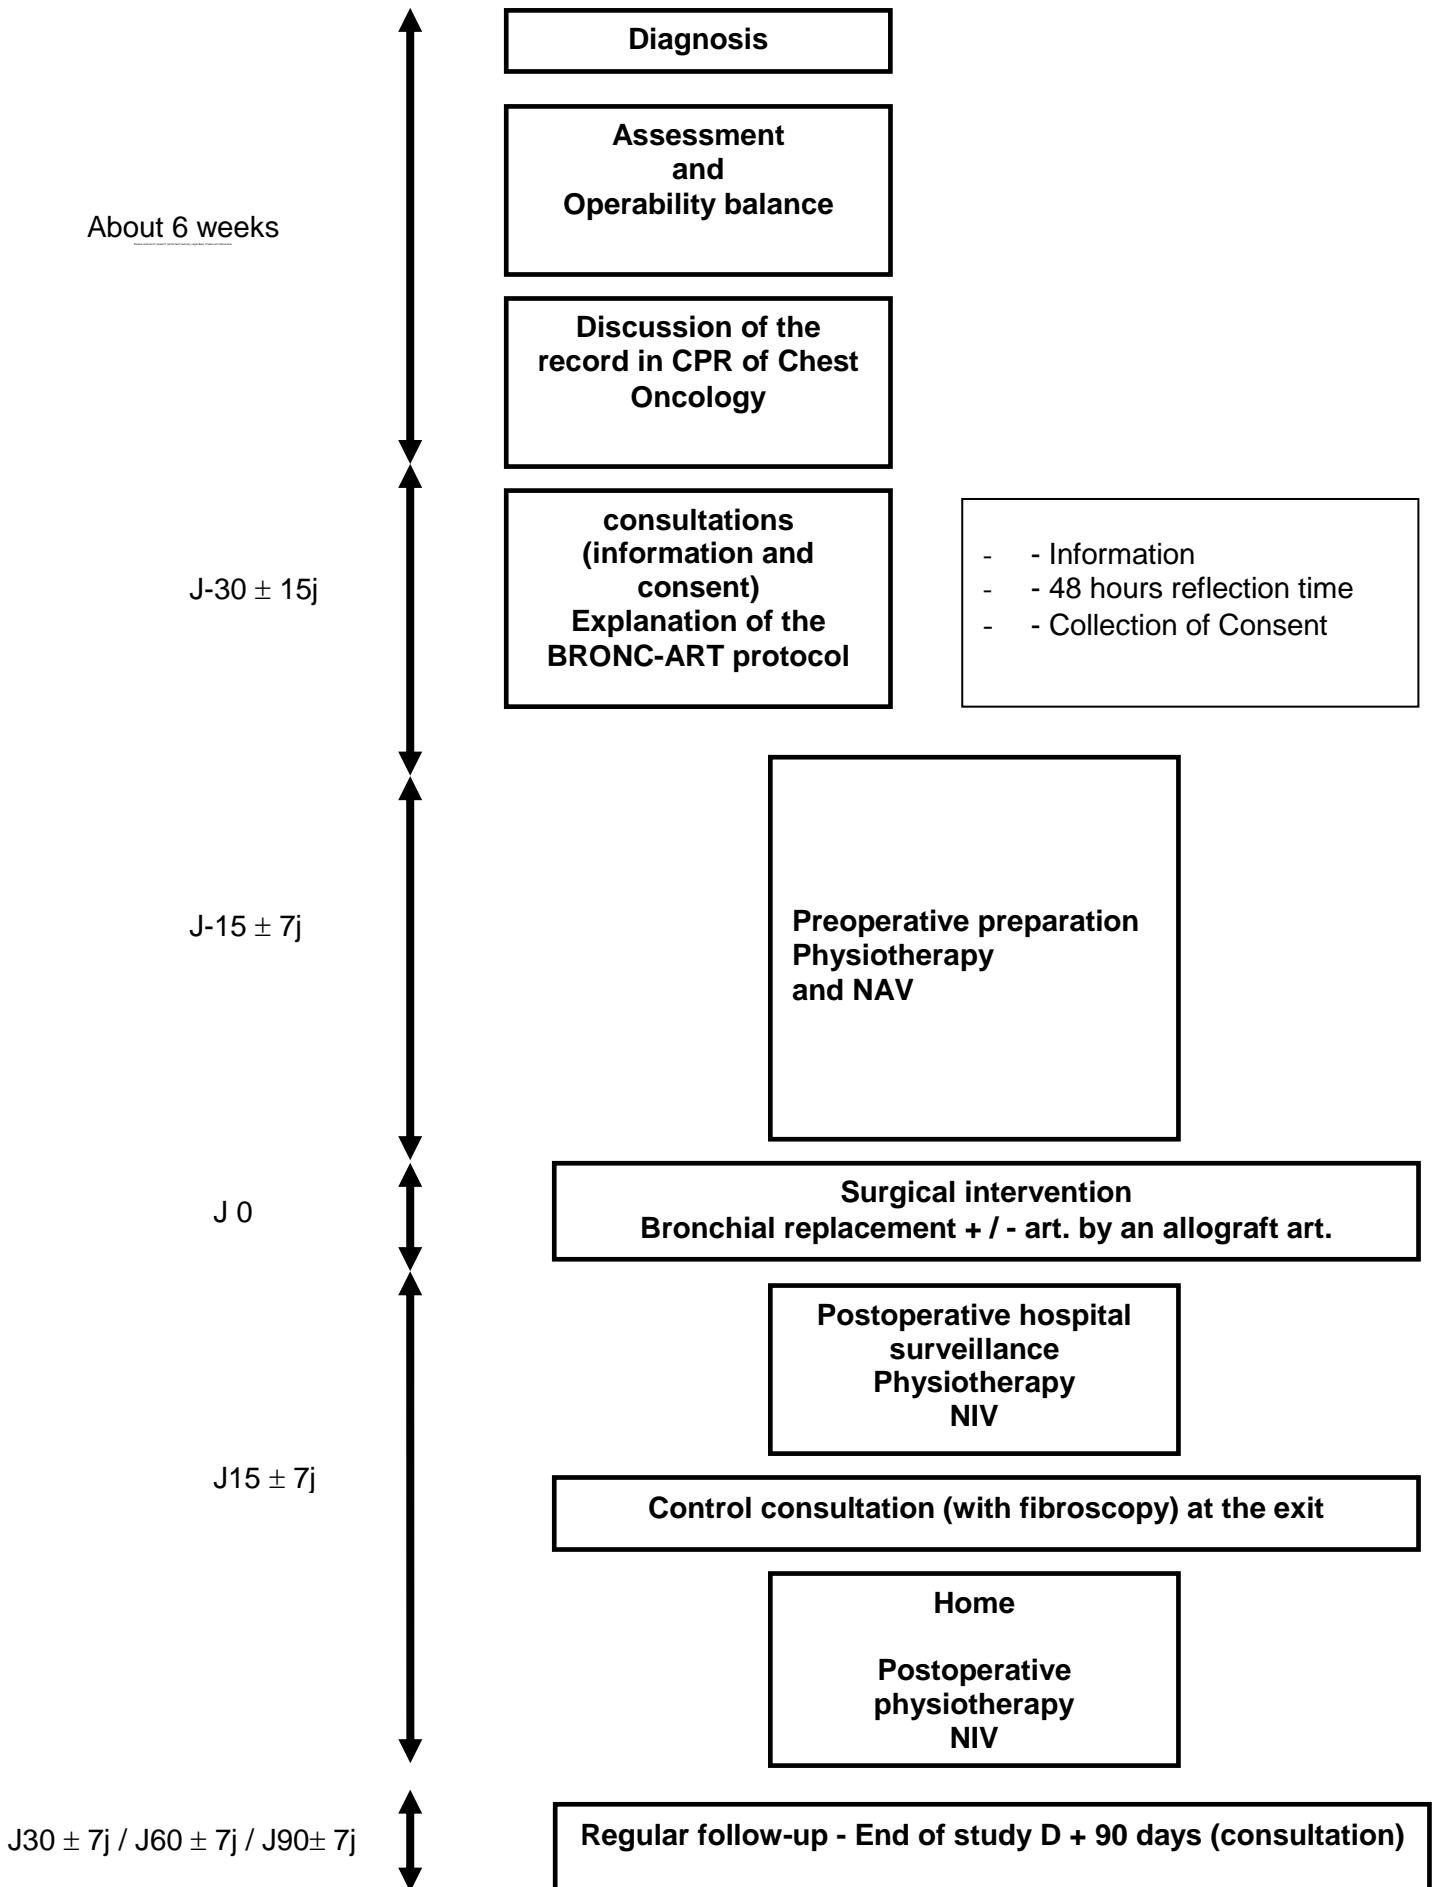 Diagnosis
Assessment
and
Operability balance
About 6 weeks
Discussion of the
record in CPR of Chest
Oncology
consultations
(information and
consent)
Explanation of the
BRONC-ART protocol
- - Information
- - 48 hours reflection time
- - Collection of Consent
J-30 ± 15j
J-15 ± 7j
Preoperative preparation
Physiotherapy
and NAV
J 0
Surgical intervention
Bronchial replacement + / - art. by an allograft art.
Postoperative hospital
surveillance
Physiotherapy
NIV
J15 ± 7j
Control consultation (with fibroscopy) at the exit
Home
Postoperative
physiotherapy
NIV
J30 ± 7j / J60 ± 7j / J90± 7j
Regular follow-up - End of study D + 90 days (consultation)